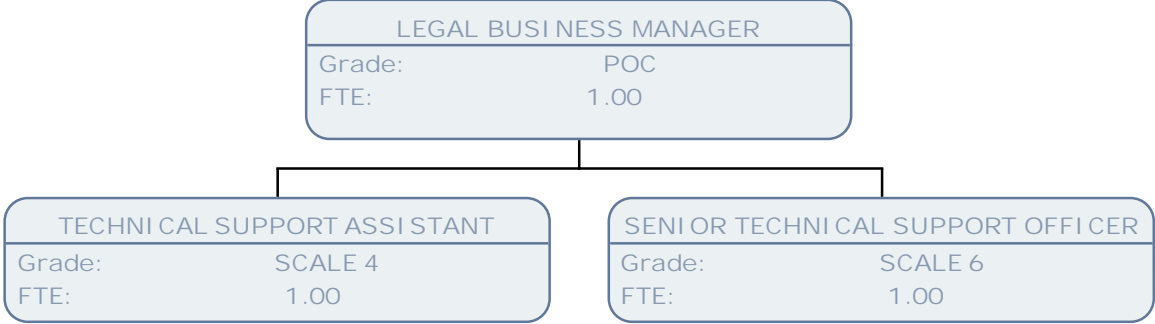 LEGAL BUSINESS MANAGER
Grade: POC
FTE: 1.00
TECHNICAL SUPPORT ASSISTANT
Grade: SCALE 4
FTE: 1.00
SENIOR TECHNICAL SUPPORT OFFICER
Grade: SCALE 6
FTE: 1.00